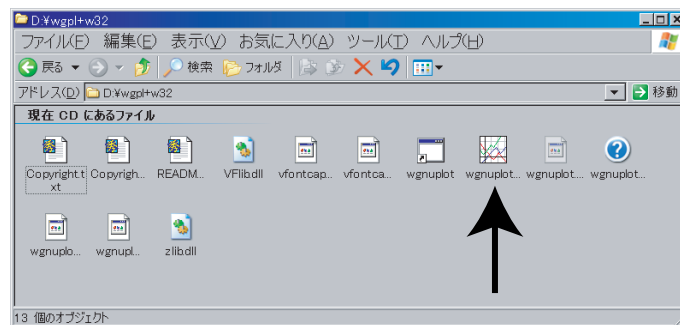 D:¥wgpl+w32
ファイル(F) 編集(E) 表示(V) お気に入り(A) ツール(T) ヘルプ(H)
戻る 検索 フォルダ
アドレス(D) D:¥wgpl+w32 移動
現在 CD にあるファイル
Copyright.t
xt Copyrigh... READM... VFlib.dll vfontcap... vfontca... wgnuplot wgnuplot... wgnuplot.... wgnuplot...
wgnuplo... wgnupl... zlib.dll
13 個のオブジェクト